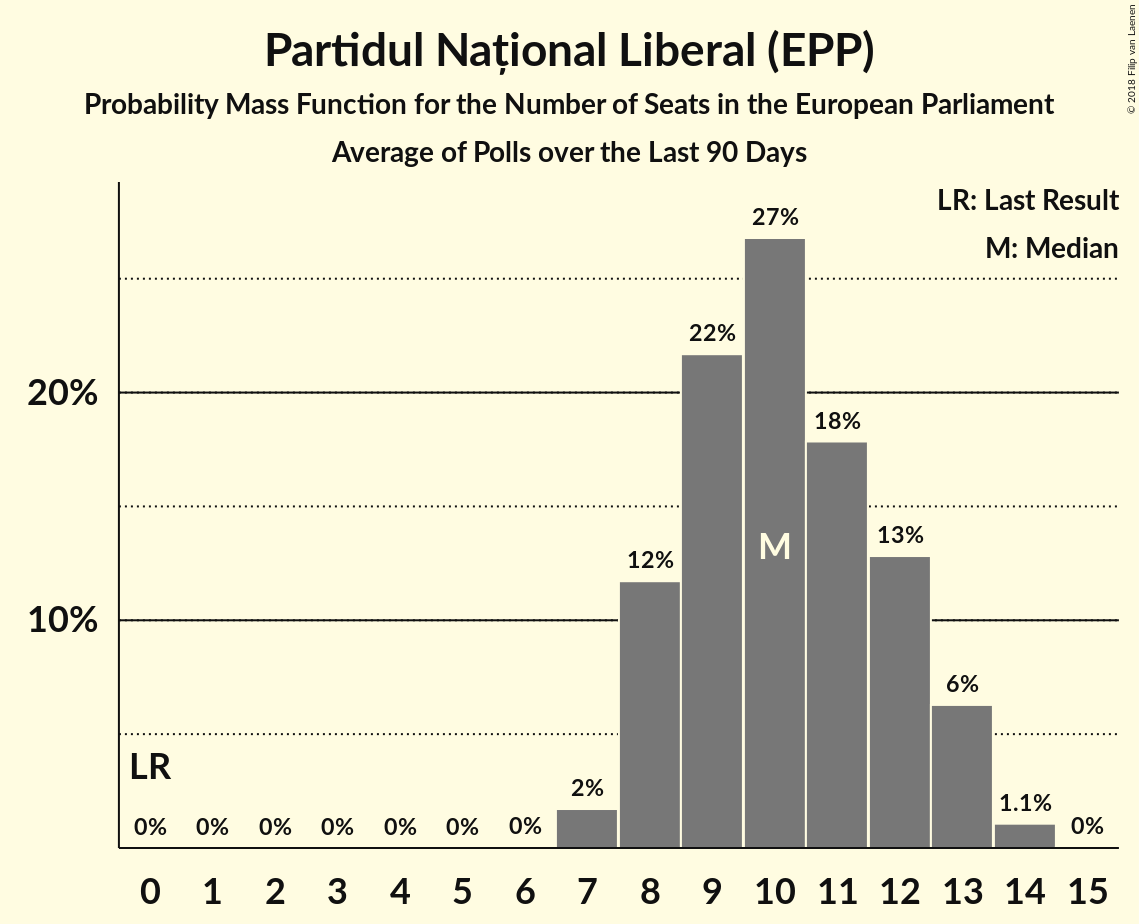 Partidul Național Liberal (EPP)
Probability Mass Function for the Number of Seats in the European Parliament
Average of Polls over the Last 90 Days
© 2018 Filip van Laenen
LR: Last Result
M: Median
27%
22%
20%
18%
13%
M
12%
10%
6%
LR
2%
1.1%
0% 0% 0% 0% 0% 0% 0% 0%
0 1 2 3 4 5 6 7 8 9 10 11 12 13 14 15